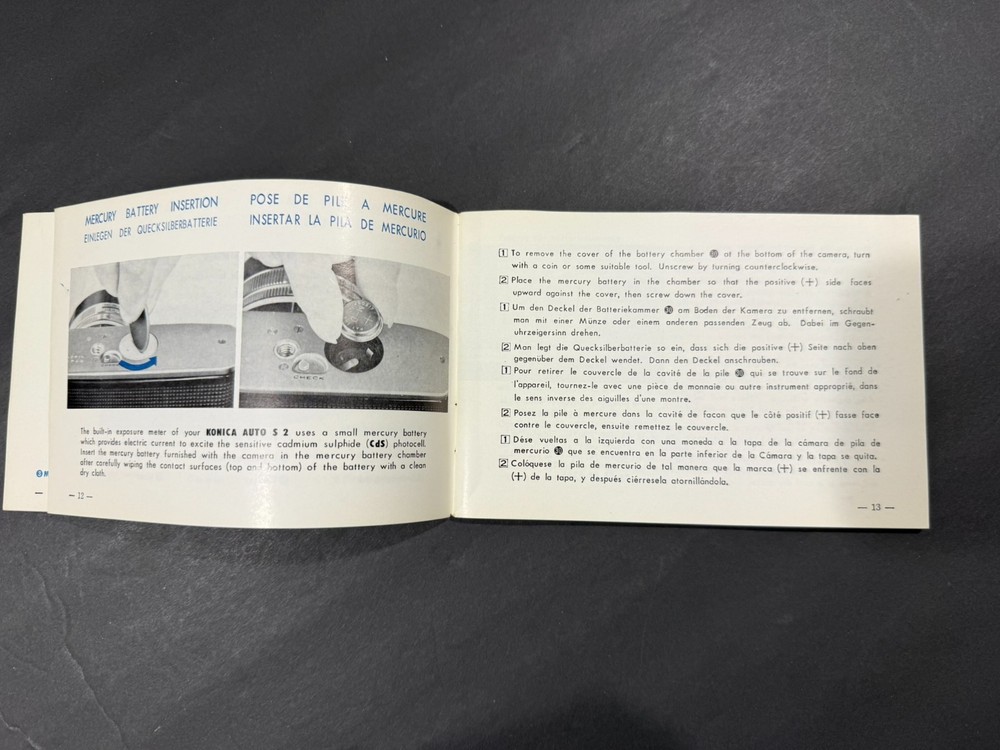 MERCURY BATTERY INSERTION
EINLEGEN DER QUECKSILBERBATTERIE
POSE DE PILE A MERCURE
INSERTAR LA PILA DE MERCURIO
CHECK
The built-in exposure meter of your KONICA AUTO S 2 uses a small mercury battery
which provides electric current to excite the sensitive cadmium sulphide (CdS) photocell.
Insert the mercury battery furnished with the camera in the mercury battery chamber
after carefully wiping the contact surfaces (top and bottom) of the battery with a clean
dry cloth.
— 12 —
1 To remove the cover of the battery chamber at the bottom of the camera, turn
with a coin or some suitable tool. Unscrew by turning counterclockwise.
2 Place the mercury battery in the chamber so that the positive (+) side faces
upward against the cover, then screw down the cover.
1 Um den Deckel der Batteriekammer am Boden der Kamera zu entfernen, schraubt
man mit einer Münze oder einem anderen passenden Zeug ab. Dabei im Gegen-
uhrzeigersinn drehen.
2 Man legt die Quecksilberbatterie so ein, dass sich die positive (+) Seite nach oben
gegenüber dem Deckel wendet. Dann den Deckel anschrauben.
1 Pour retirer le couvercle de la cavité de la pile qui se trouve sur le fond de
l'appareil, tournez-le avec une pièce de monnaie ou autre instrument approprié, dans
le sens inverse des aiguilles d'une montre.
2 Posez la pile à mercure dans la cavité de facon que le côté positif (+) fasse face
contre le couvercle, ensuite remettez le couvercle.
1 Dése vueltas a la izquierda con una moneda a la tapa de la cámara de pila de
mercurio que se encuentra en la parte inferior de la Cámara y la tapa se quita.
2 Colóquese la pila de mercurio de tal manera que la marca (+) se enfrente con la
(+) de la tapa, y después ciérresela atornillándola.
— 13 —